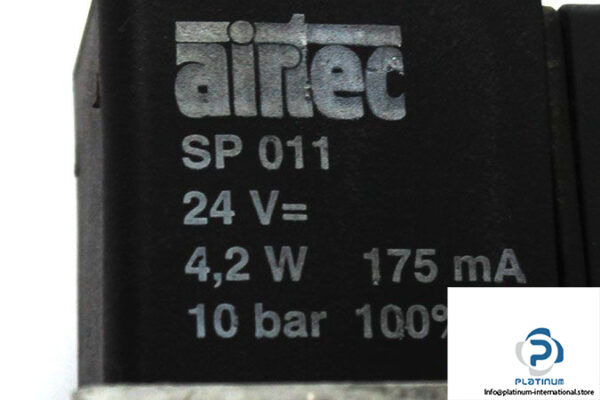 airtec
SP 011
24 V=
4,2 W 175 mA
10 bar 100%
PLATINUM
Info@platinum-international.store